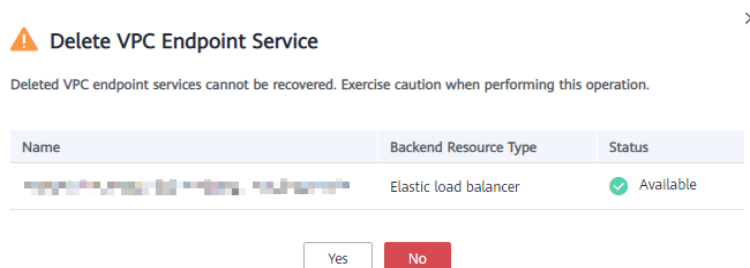 Delete VPC Endpoint Service
Deleted VPC endpoint services cannot be recovered. Exercise caution when performing this operation.
Name Backend Resource Type Status
Elastic load balancer Available
Yes No